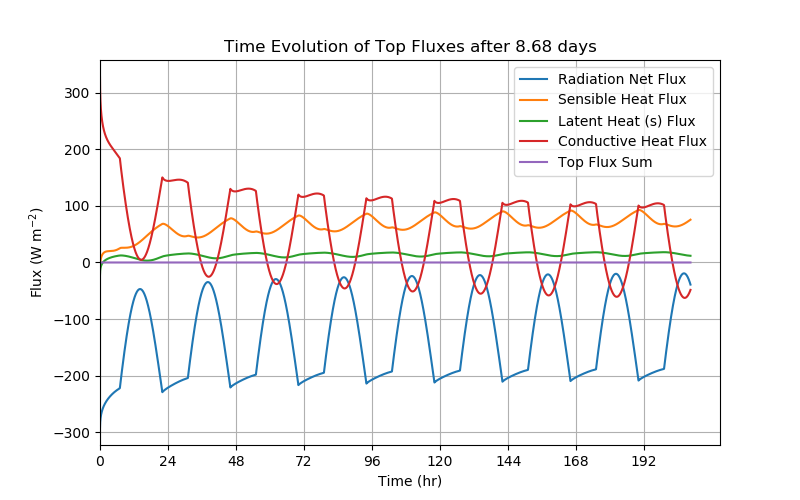 Time Evolution of Top Fluxes after 8.68 days
Radiation Net Flux
Sensible Heat Flux
Latent Heat (s) Flux
Conductive Heat Flux
Top Flux Sum
Flux (W m⁻²)
300
200
100
0
−100
−200
−300
0 24 48 72 96 120 144 168 192
Time (hr)